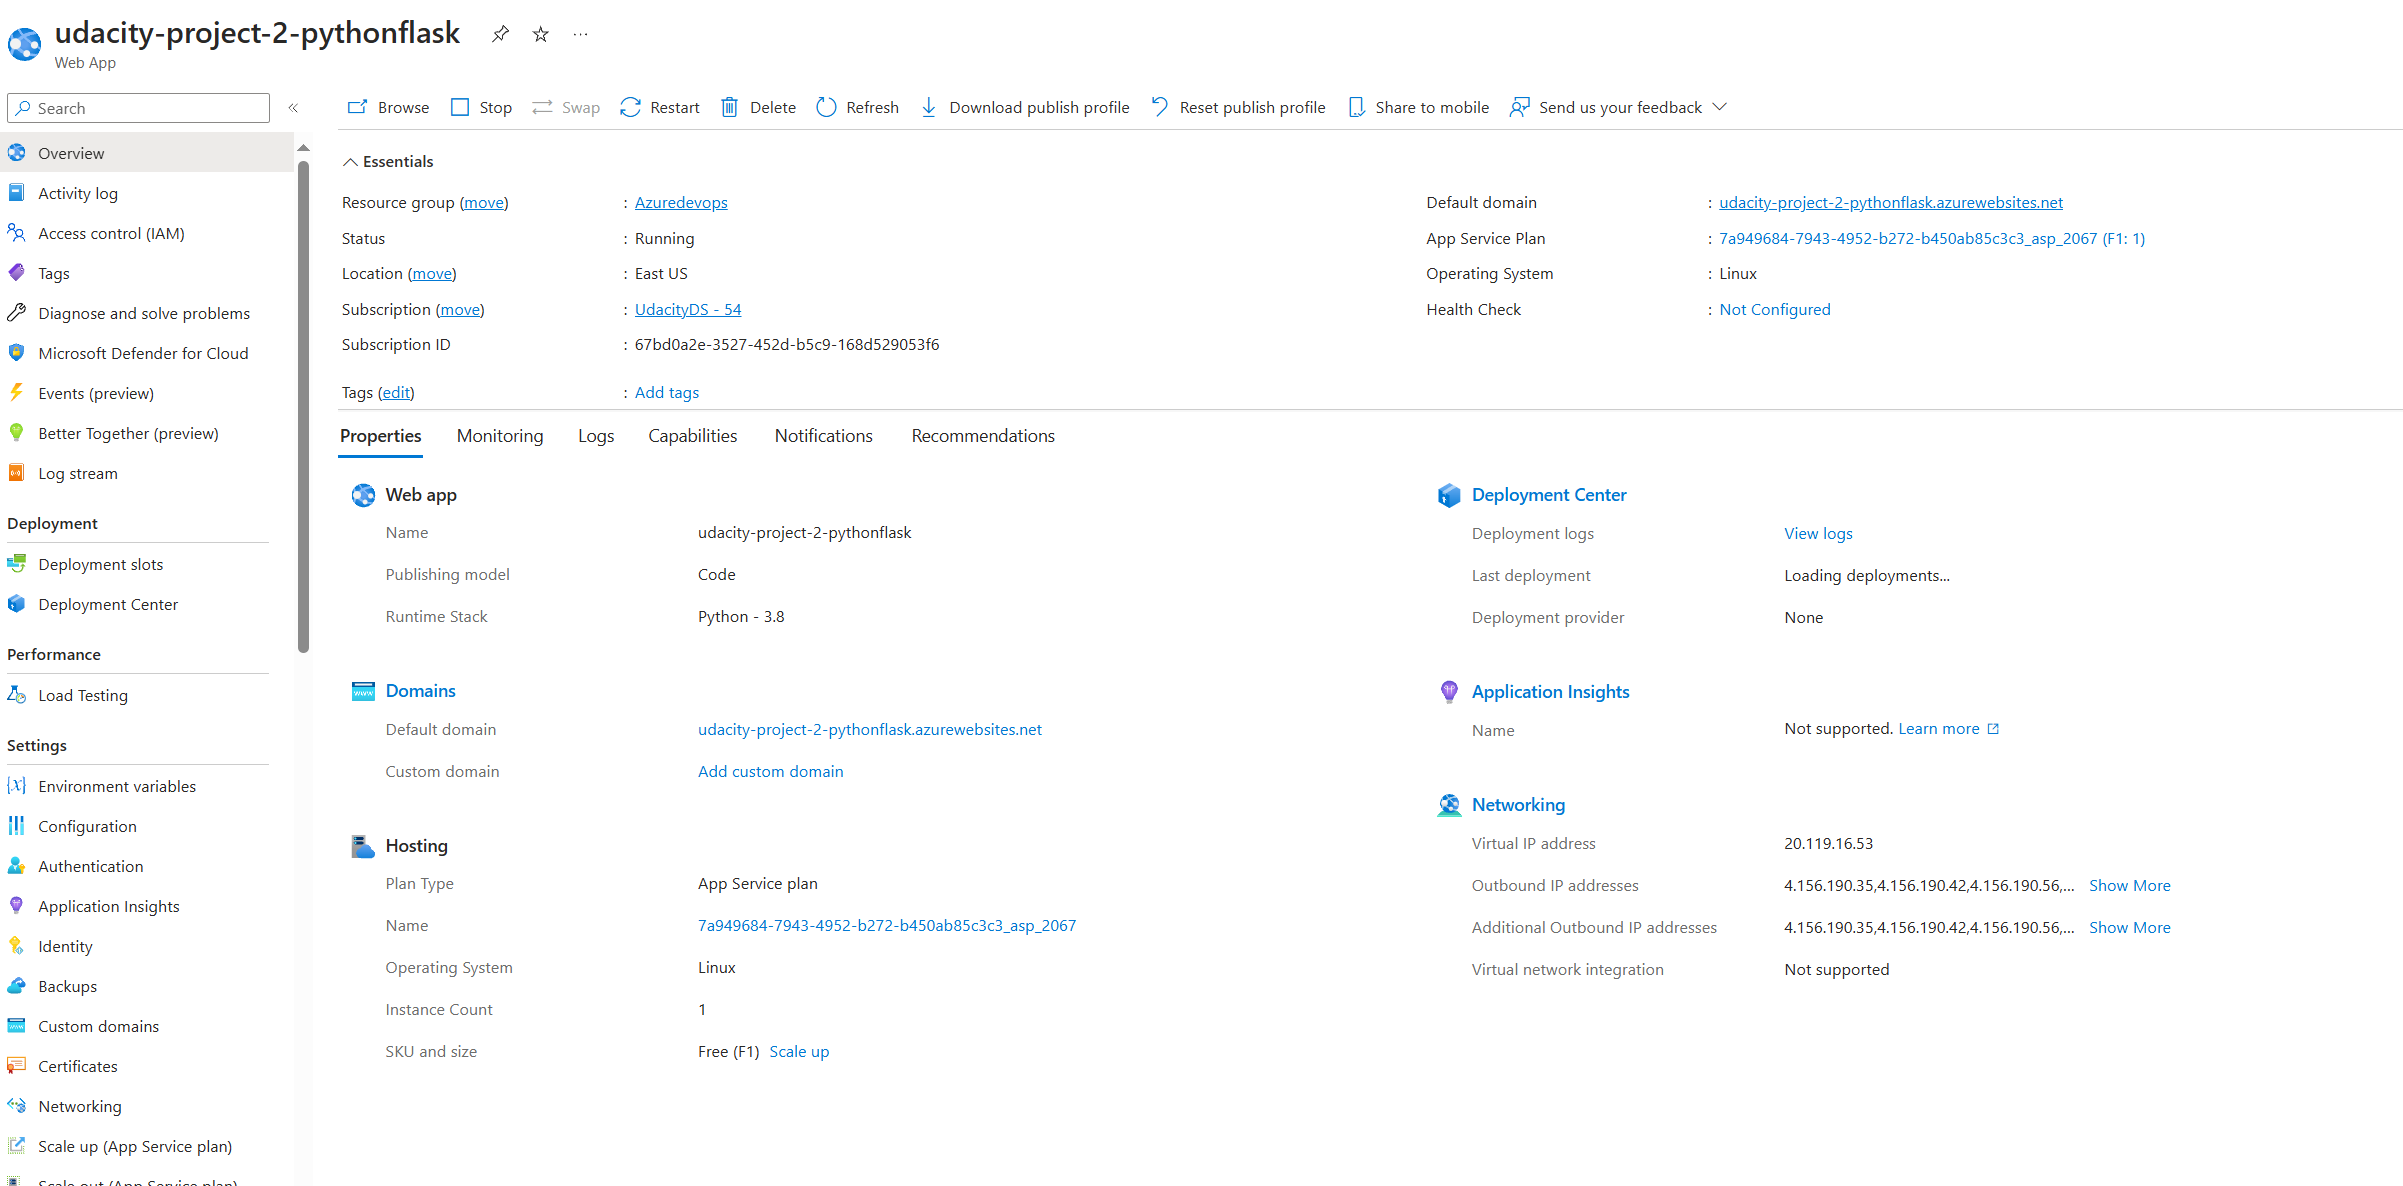 udacity-project-2-pythonflask
Web App
Search
Browse Stop Swap Restart Delete Refresh Download publish profile Reset publish profile Share to mobile Send us your feedback
Overview
Activity log
Access control (IAM)
Tags
Diagnose and solve problems
Microsoft Defender for Cloud
Events (preview)
Better Together (preview)
Log stream
Deployment
Deployment slots
Deployment Center
Performance
Load Testing
Settings
Environment variables
Configuration
Authentication
Application Insights
Identity
Backups
Custom domains
Certificates
Networking
Scale up (App Service plan)
Scale out (App Service plan)
Essentials
Resource group (move) : Azuredevops
Status : Running
Location (move) : East US
Subscription (move) : UdacityDS - 54
Subscription ID : 67bd0a2e-3527-452d-b5c9-168d529053f6
Tags (edit) : Add tags
Default domain : udacity-project-2-pythonflask.azurewebsites.net
App Service Plan : 7a949684-7943-4952-b272-b450ab85c3c3_asp_2067 (F1: 1)
Operating System : Linux
Health Check : Not Configured
Properties Monitoring Logs Capabilities Notifications Recommendations
Web app
Name udacity-project-2-pythonflask
Publishing model Code
Runtime Stack Python - 3.8
Domains
Default domain udacity-project-2-pythonflask.azurewebsites.net
Custom domain Add custom domain
Hosting
Plan Type App Service plan
Name 7a949684-7943-4952-b272-b450ab85c3c3_asp_2067
Operating System Linux
Instance Count 1
SKU and size Free (F1) Scale up
Deployment Center
Deployment logs View logs
Last deployment Loading deployments...
Deployment provider None
Application Insights
Name Not supported. Learn more
Networking
Virtual IP address 20.119.16.53
Outbound IP addresses 4.156.190.35,4.156.190.42,4.156.190.56,... Show More
Additional Outbound IP addresses 4.156.190.35,4.156.190.42,4.156.190.56,... Show More
Virtual network integration Not supported